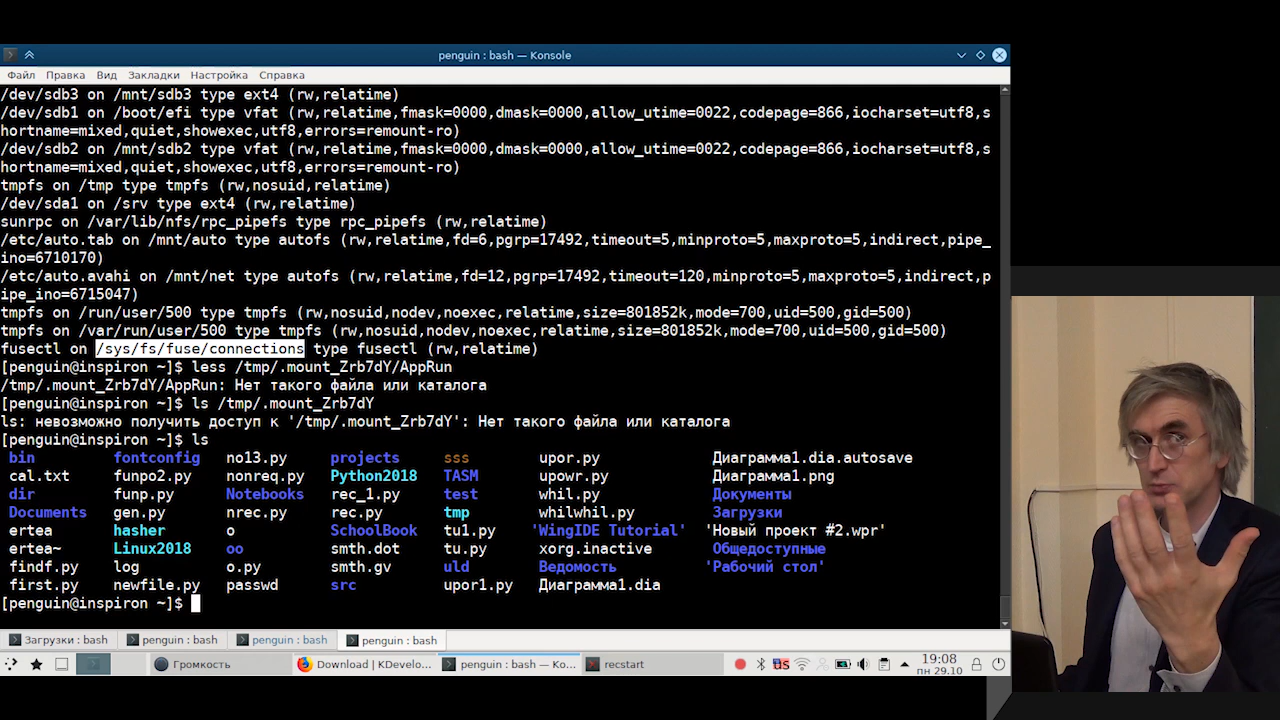 penguin : bash — Konsole
Файл Правка Вид Закладки Настройка Справка
/dev/sdb3 on /mnt/sdb3 type ext4 (rw,relatime)
/dev/sdb1 on /boot/efi type vfat (rw,relatime,fmask=0000,dmask=0000,allow_utime=0022,codepage=866,iocharset=utf8,s
hortname=mixed,quiet,showexec,utf8,errors=remount-ro)
/dev/sdb2 on /mnt/sdb2 type vfat (rw,relatime,fmask=0000,dmask=0000,allow_utime=0022,codepage=866,iocharset=utf8,s
hortname=mixed,quiet,showexec,utf8,errors=remount-ro)
tmpfs on /tmp type tmpfs (rw,nosuid,relatime)
/dev/sda1 on /srv type ext4 (rw,relatime)
sunrpc on /var/lib/nfs/rpc_pipefs type rpc_pipefs (rw,relatime)
/etc/auto.tab on /mnt/auto type autofs (rw,relatime,fd=6,pgrp=17492,timeout=5,minproto=5,maxproto=5,indirect,pipe_
ino=6710170)
/etc/auto.avahi on /mnt/net type autofs (rw,relatime,fd=12,pgrp=17492,timeout=120,minproto=5,maxproto=5,indirect,p
ipe_ino=6715047)
tmpfs on /run/user/500 type tmpfs (rw,nosuid,nodev,noexec,relatime,size=801852k,mode=700,uid=500,gid=500)
tmpfs on /var/run/user/500 type tmpfs (rw,nosuid,nodev,noexec,relatime,size=801852k,mode=700,uid=500,gid=500)
fusectl on /sys/fs/fuse/connections type fusectl (rw,relatime)
[penguin@inspiron ~]$ less /tmp/.mount_Zrb7dY/AppRun
/tmp/.mount_Zrb7dY/AppRun: Нет такого файла или каталога
[penguin@inspiron ~]$ ls /tmp/.mount_Zrb7dY
ls: невозможно получить доступ к '/tmp/.mount_Zrb7dY': Нет такого файла или каталога
[penguin@inspiron ~]$ ls
bin fontconfig no13.py projects sss upor.py Диаграмма1.dia.autosave
cal.txt funpo2.py nonreq.py Python2018 TASM upowr.py Диаграмма1.png
dir funp.py Notebooks rec_1.py test whil.py Документы
Documents gen.py nrec.py rec.py tmp whilwhil.py Загрузки
ertea hasher o SchoolBook tu1.py 'WingIDE Tutorial' 'Новый проект #2.wpr'
ertea~ Linux2018 oo smth.dot tu.py xorg.inactive Общедоступные
findf.py log o.py smth.gv uld Ведомость 'Рабочий стол'
first.py newfile.py passwd src upor1.py Диаграмма1.dia
[penguin@inspiron ~]$
Загрузки : bash penguin : bash penguin : bash penguin : bash
Громкость Download | KDevelo... penguin : bash — Ko... recstart US 19:08
пн 29.10